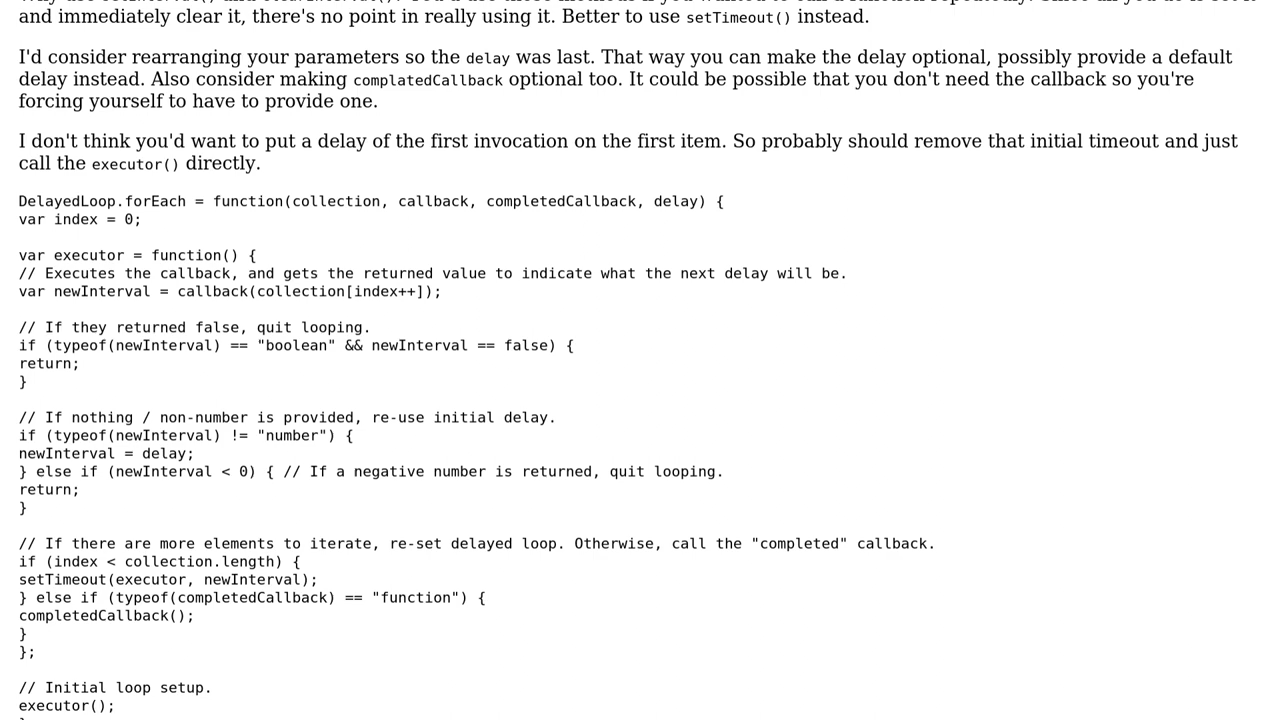 and immediately clear it, there's no point in really using it. Better to use setTimeout() instead.
I'd consider rearranging your parameters so the delay was last. That way you can make the delay optional, possibly provide a default
delay instead. Also consider making complatedCallback optional too. It could be possible that you don't need the callback so you're
forcing yourself to have to provide one.
I don't think you'd want to put a delay of the first invocation on the first item. So probably should remove that initial timeout and just
call the executor() directly.
DelayedLoop.forEach = function(collection, callback, completedCallback, delay) {
var index = 0;
var executor = function() {
// Executes the callback, and gets the returned value to indicate what the next delay will be.
var newInterval = callback(collection[index++]);
// If they returned false, quit looping.
if (typeof(newInterval) == "boolean" && newInterval == false) {
return;
}
// If nothing / non-number is provided, re-use initial delay.
if (typeof(newInterval) != "number") {
newInterval = delay;
} else if (newInterval < 0) { // If a negative number is returned, quit looping.
return;
}
// If there are more elements to iterate, re-set delayed loop. Otherwise, call the "completed" callback.
if (index < collection.length) {
setTimeout(executor, newInterval);
} else if (typeof(completedCallback) == "function") {
completedCallback();
}
};
// Initial loop setup.
executor();